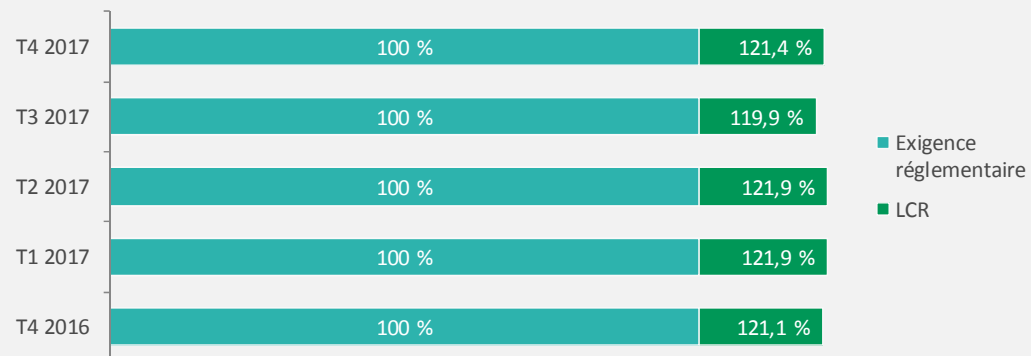 T4 2017 100 % 121,4 %
T3 2017 100 % 119,9 %
T2 2017 100 % 121,9 %
T1 2017 100 % 121,9 %
T4 2016 100 % 121,1 %
Exigence
réglementaire
LCR